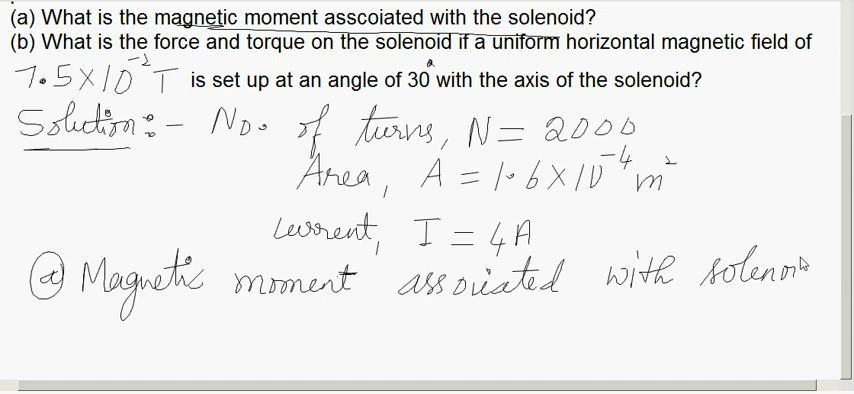 (a) What is the magnetic moment asscoiated with the solenoid?
(b) What is the force and torque on the solenoid if a uniform horizontal magnetic field of
7.5×10⁻² T is set up at an angle of 30° with the axis of the solenoid?
Solution:- No. of turns, N = 2000
Area, A = 1.6×10⁻⁴ m²
Current, I = 4A
(a) Magnetic moment associated with solenoid